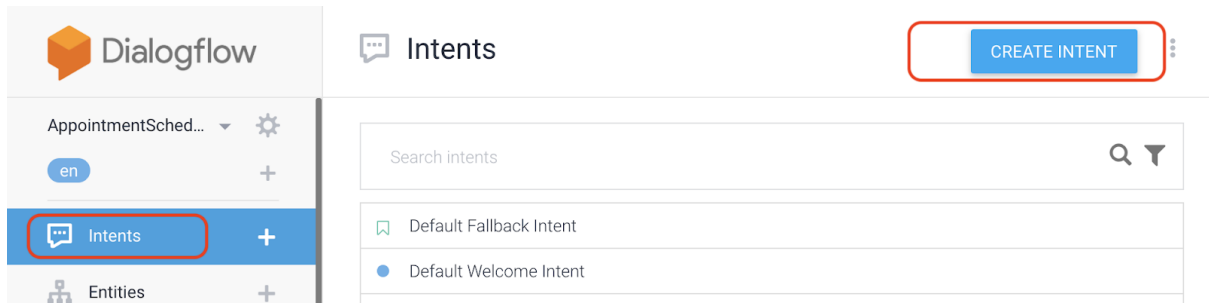 Dialogflow
Intents
CREATE INTENT
AppointmentSched...
en
Search intents
Intents
Default Fallback Intent
Default Welcome Intent
Entities